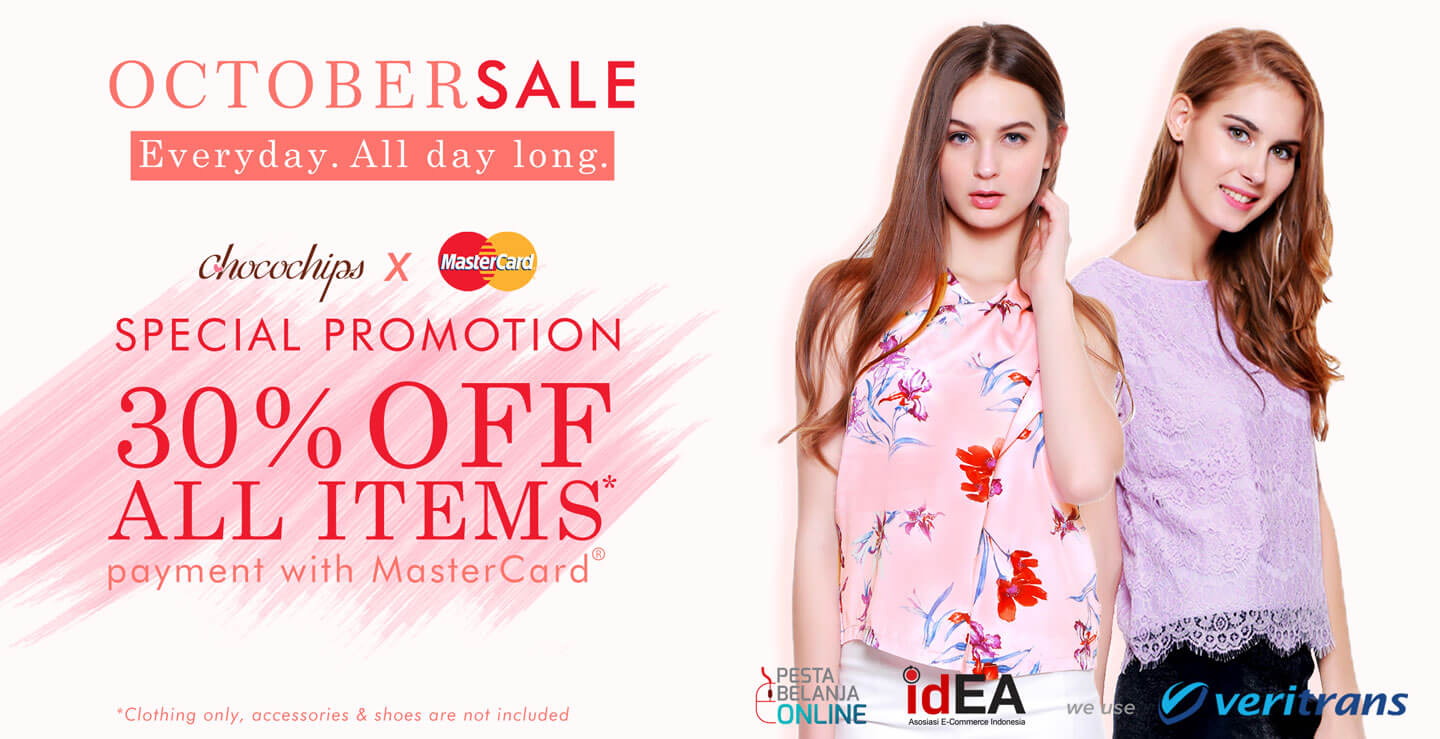 OCTOBERSALE
Everyday. All day long.
chocochips X MasterCard
SPECIAL PROMOTION
30% OFF
ALL ITEMS*
payment with MasterCard®
*Clothing only, accessories & shoes are not included
PESTA
BELANJA
ONLINE
idEA
Asosiasi E-Commerce Indonesia
we use veritrans